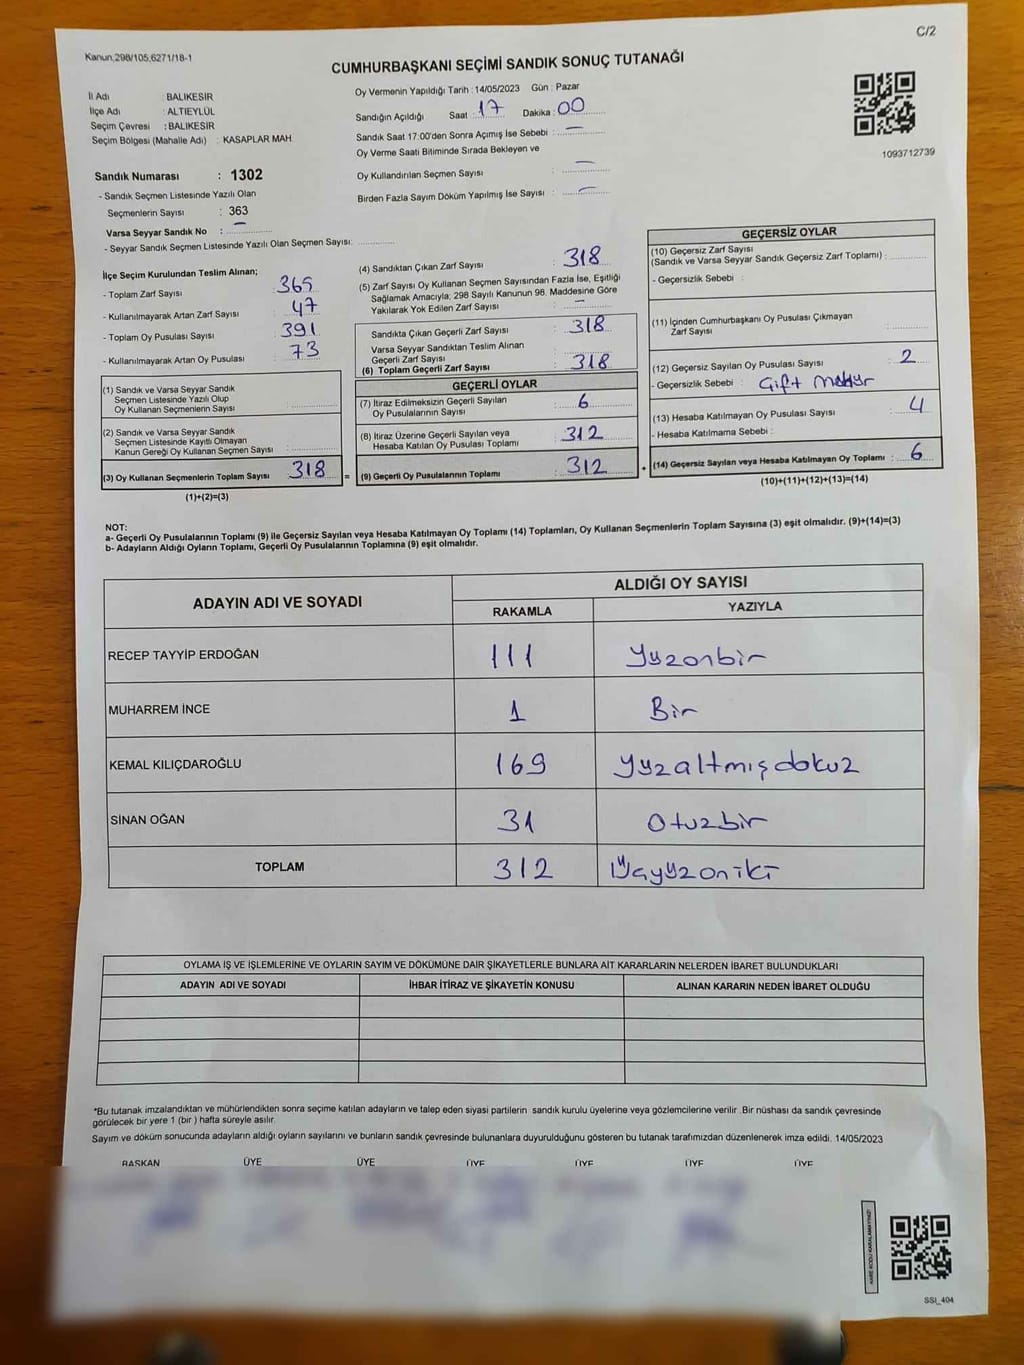 C/2
Kanun,298/105,6271/18-1
CUMHURBAŞKANI SEÇİMİ SANDIK SONUÇ TUTANAĞI
İl Adı : BALIKESİR
İlçe Adı : ALTIEYLÜL
Seçim Çevresi : BALIKESİR
Seçim Bölgesi (Mahalle Adı) : KASAPLAR MAH
Oy Vermenin Yapıldığı Tarih : 14/05/2023 Gün : Pazar
Sandığın Açıldığı Saat : 17 Dakika : 00
Sandık Saat 17:00'den Sonra Açımış İse Sebebi : –
Oy Verme Saati Bitiminde Sırada Bekleyen ve
Oy Kullandırılan Seçmen Sayısı : –
Birden Fazla Sayım Döküm Yapılmış İse Sayısı : –
1093712739
Sandık Numarası : 1302
- Sandık Seçmen Listesinde Yazılı Olan
Seçmenlerin Sayısı : 363
Varsa Seyyar Sandık No : –
- Seyyar Sandık Seçmen Listesinde Yazılı Olan Seçmen Sayısı:
İlçe Seçim Kurulundan Teslim Alınan;
- Toplam Zarf Sayısı 365
- Kullanılmayarak Artan Zarf Sayısı : 47
- Toplam Oy Pusulası Sayısı 391
- Kullanılmayarak Artan Oy Pusulası 73
(1) Sandık ve Varsa Seyyar Sandık
Seçmen Listesinde Yazılı Olup
Oy Kullanan Seçmenlerin Sayısı :
(2) Sandık ve Varsa Seyyar Sandık
Seçmen Listesinde Kayıtlı Olmayan
Kanun Gereği Oy Kullanan Seçmen Sayısı :
(3) Oy Kullanan Seçmenlerin Toplam Sayısı : 318 =
(1)+(2)=(3)
(4) Sandıktan Çıkan Zarf Sayısı : 318
(5) Zarf Sayısı Oy Kullanan Seçmen Sayısından Fazla İse, Eşitliği
Sağlamak Amacıyla; 298 Sayılı Kanunun 98. Maddesine Göre
Yakılarak Yok Edilen Zarf Sayısı : –
Sandıkta Çıkan Geçerli Zarf Sayısı : 318
Varsa Seyyar Sandıktan Teslim Alınan
Geçerli Zarf Sayısı :
(6) Toplam Geçerli Zarf Sayısı : 318
GEÇERLİ OYLAR
(7) İtiraz Edilmeksizin Geçerli Sayılan
Oy Pusulalarının Sayısı : 6
(8) İtiraz Üzerine Geçerli Sayılan veya
Hesaba Katılan Oy Pusulası Toplamı : 312
(9) Geçerli Oy Pusulalarının Toplamı : 312 +
GEÇERSİZ OYLAR
(10) Geçersiz Zarf Sayısı
(Sandık ve Varsa Seyyar Sandık Geçersiz Zarf Toplamı) :
- Geçersizlik Sebebi :
(11) İçinden Cumhurbaşkanı Oy Pusulası Çıkmayan
Zarf Sayısı :
(12) Geçersiz Sayılan Oy Pusulası Sayısı : 2
- Geçersizlik Sebebi : Çift Mühür
(13) Hesaba Katılmayan Oy Pusulası Sayısı : 4
- Hesaba Katılmama Sebebi :
(14) Geçersiz Sayılan veya Hesaba Katılmayan Oy Toplamı : 6
(10)+(11)+(12)+(13)=(14)
NOT:
a- Geçerli Oy Pusulalarının Toplamı (9) ile Geçersiz Sayılan veya Hesaba Katılmayan Oy Toplamı (14) Toplamları, Oy Kullanan Seçmenlerin Toplam Sayısına (3) eşit olmalıdır. (9)+(14)=(3)
b- Adayların Aldığı Oyların Toplamı, Geçerli Oy Pusulalarının Toplamına (9) eşit olmalıdır.
ADAYIN ADI VE SOYADI ALDIĞI OY SAYISI
RAKAMLA YAZIYLA
RECEP TAYYİP ERDOĞAN 111 Yüzonbir
MUHARREM İNCE 1 Bir
KEMAL KILIÇDAROĞLU 169 Yüzaltmışdokuz
SİNAN OĞAN 31 Otuzbir
TOPLAM 312 Üçyüzoniki
OYLAMA İŞ VE İŞLEMLERİNE VE OYLARIN SAYIM VE DÖKÜMÜNE DAİR ŞİKAYETLERLE BUNLARA AİT KARARLARIN NELERDEN İBARET BULUNDUKLARI
ADAYIN ADI VE SOYADI İHBAR İTİRAZ VE ŞİKAYETİN KONUSU ALINAN KARARIN NEDEN İBARET OLDUĞU
*Bu tutanak imzalandıktan ve mühürlendikten sonra seçime katılan adayların ve talep eden siyasi partilerin sandık kurulu üyelerine veya gözlemcilerine verilir .Bir nüshası da sandık çevresinde
görülecek bir yere 1 (bir ) hafta süreyle asılır.
Sayım ve döküm sonucunda adayların aldığı oyların sayılarını ve bunların sandık çevresinde bulunanlara duyurulduğunu gösteren bu tutanak tarafımızdan düzenlenerek imza edildi. 14/05/2023
BAŞKAN ÜYE ÜYE ÜYE ÜYE ÜYE ÜYE
KARE KODU KARALAMAYINIZ!
SSI_404